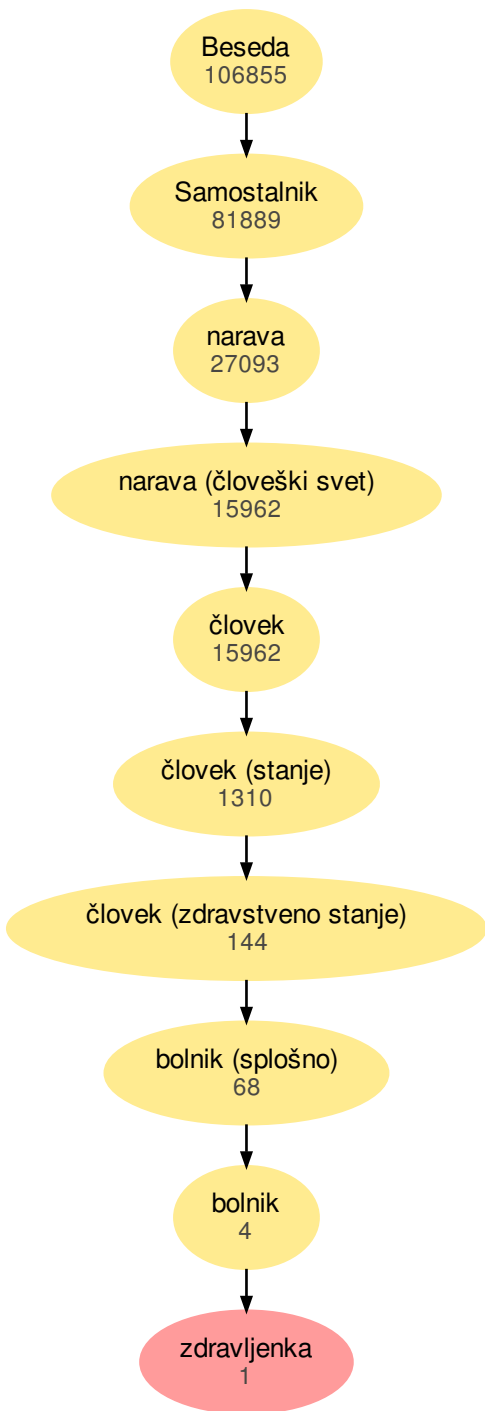 Beseda
106855
Samostalnik
81889
narava
27093
narava (človeški svet)
15962
človek
15962
človek (stanje)
1310
človek (zdravstveno stanje)
144
bolnik (splošno)
68
bolnik
4
zdravljenka
1